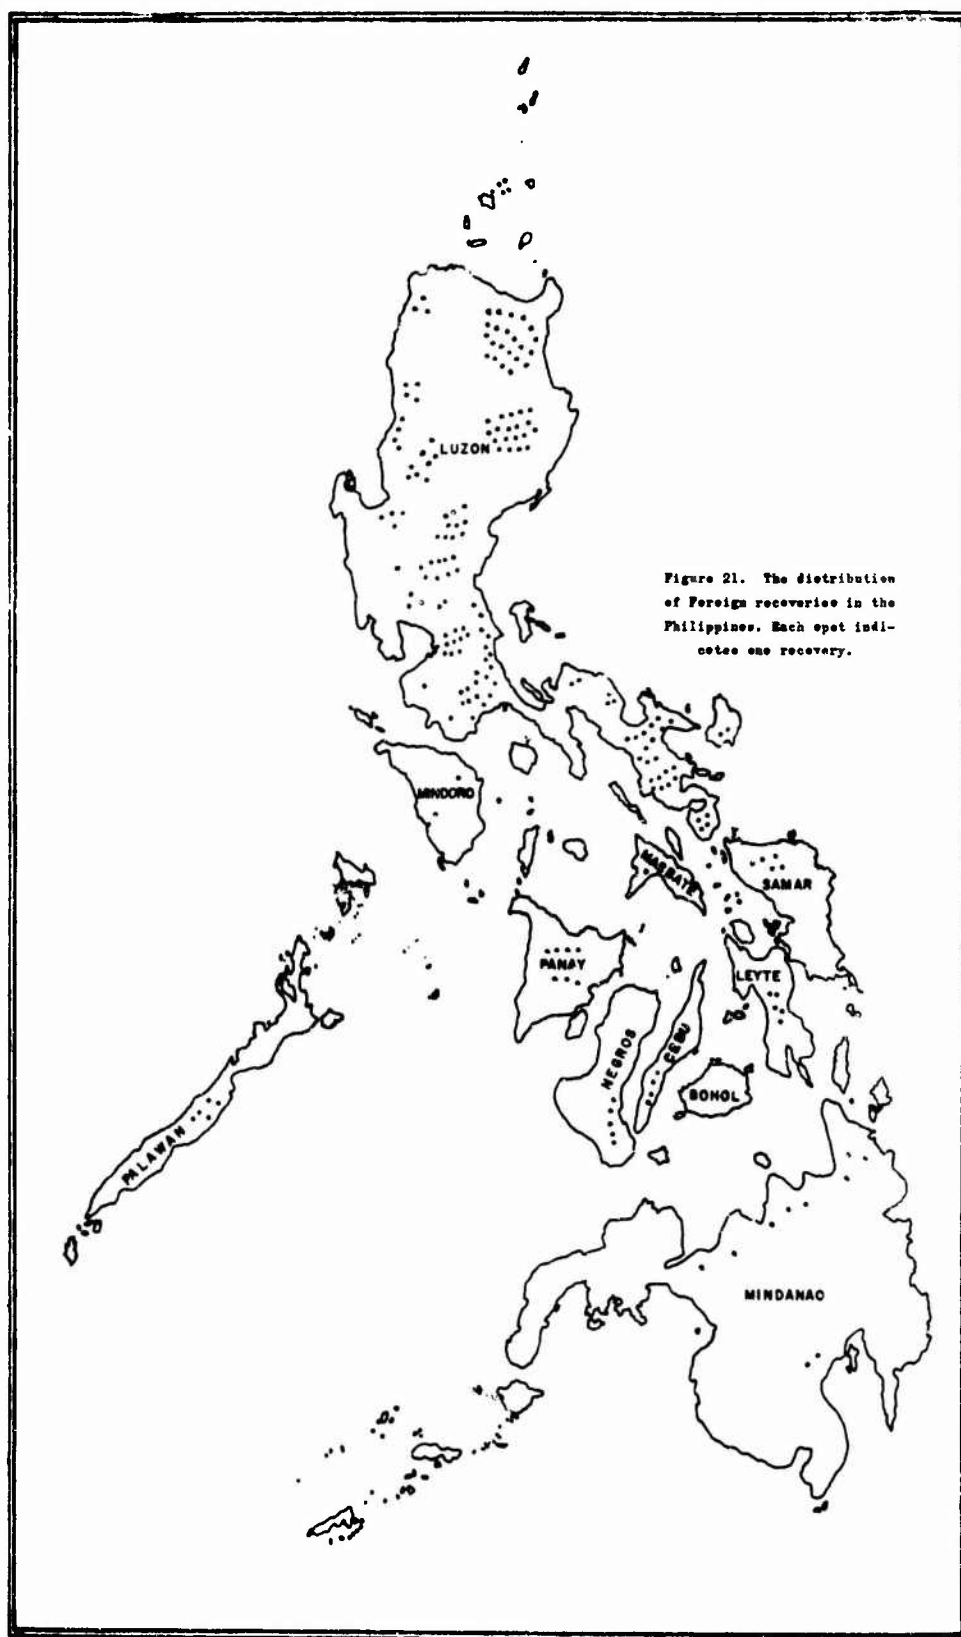 LUZON
Figure 21. The distribution
of Foreign recoveries in the
Philippines. Each spot indi-
cates one recovery.
MINDORO
MASBATE
SAMAR
PANAY
LEYTE
NEGROS
CEBU
BOHOL
PALAWAN
MINDANAO